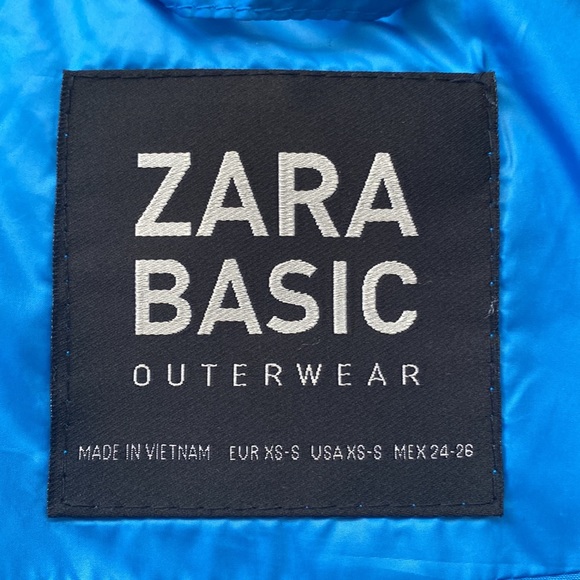 ZARA
BASIC
OUTERWEAR
MADE IN VIETNAM EUR XS-S USA XS-S MEX 24-26